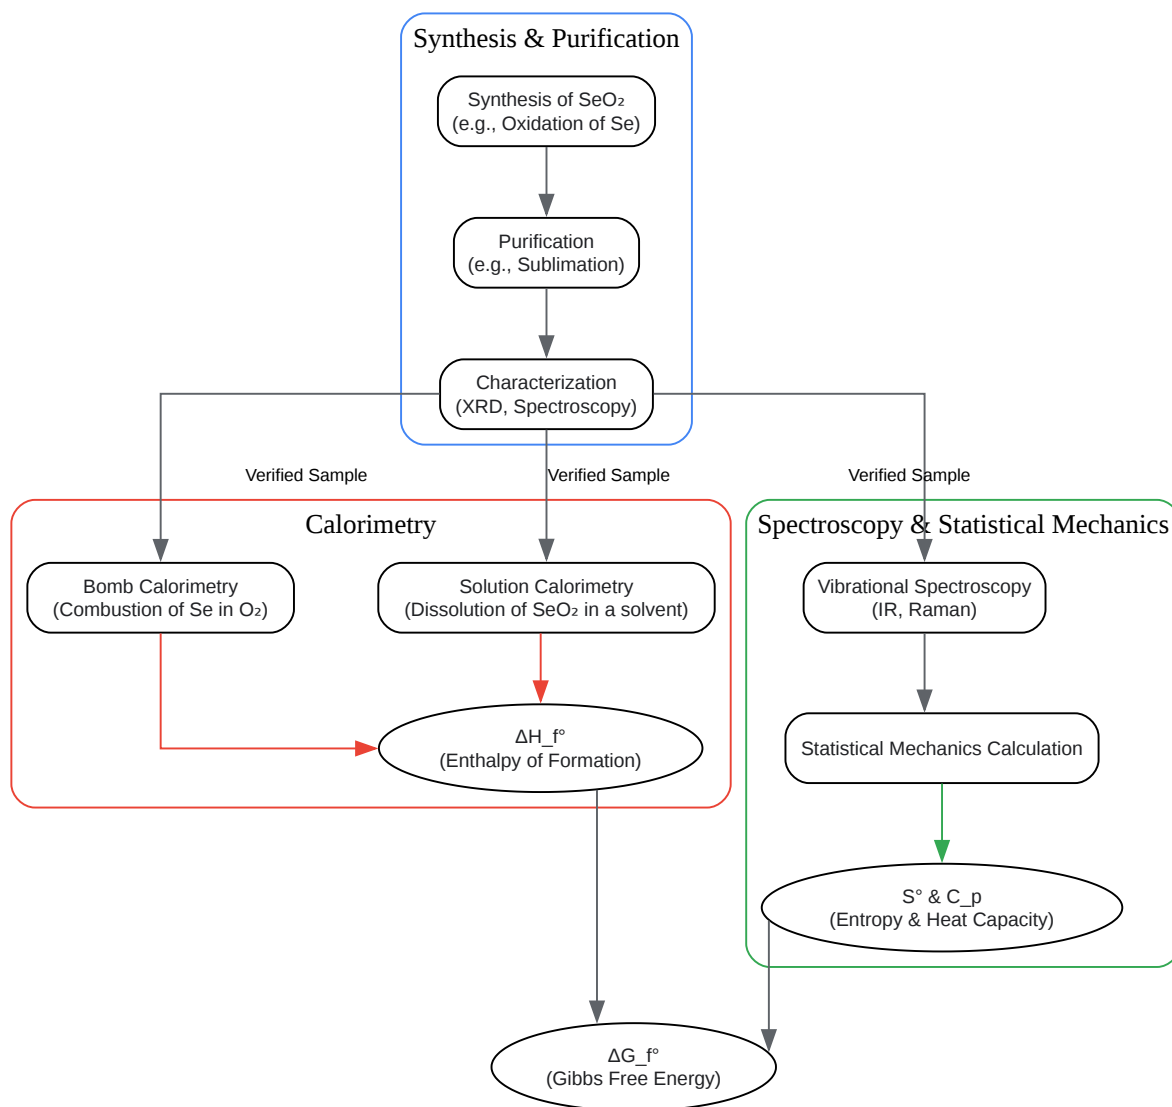 Synthesis & Purification
Synthesis of SeO₂
(e.g., Oxidation of Se)
Purification
(e.g., Sublimation)
Characterization
(XRD, Spectroscopy)
Verified Sample
Verified Sample
Verified Sample
Calorimetry
Bomb Calorimetry
(Combustion of Se in O₂)
Solution Calorimetry
(Dissolution of SeO₂ in a solvent)
ΔH_f°
(Enthalpy of Formation)
Spectroscopy & Statistical Mechanics
Vibrational Spectroscopy
(IR, Raman)
Statistical Mechanics Calculation
S° & C_p
(Entropy & Heat Capacity)
ΔG_f°
(Gibbs Free Energy)